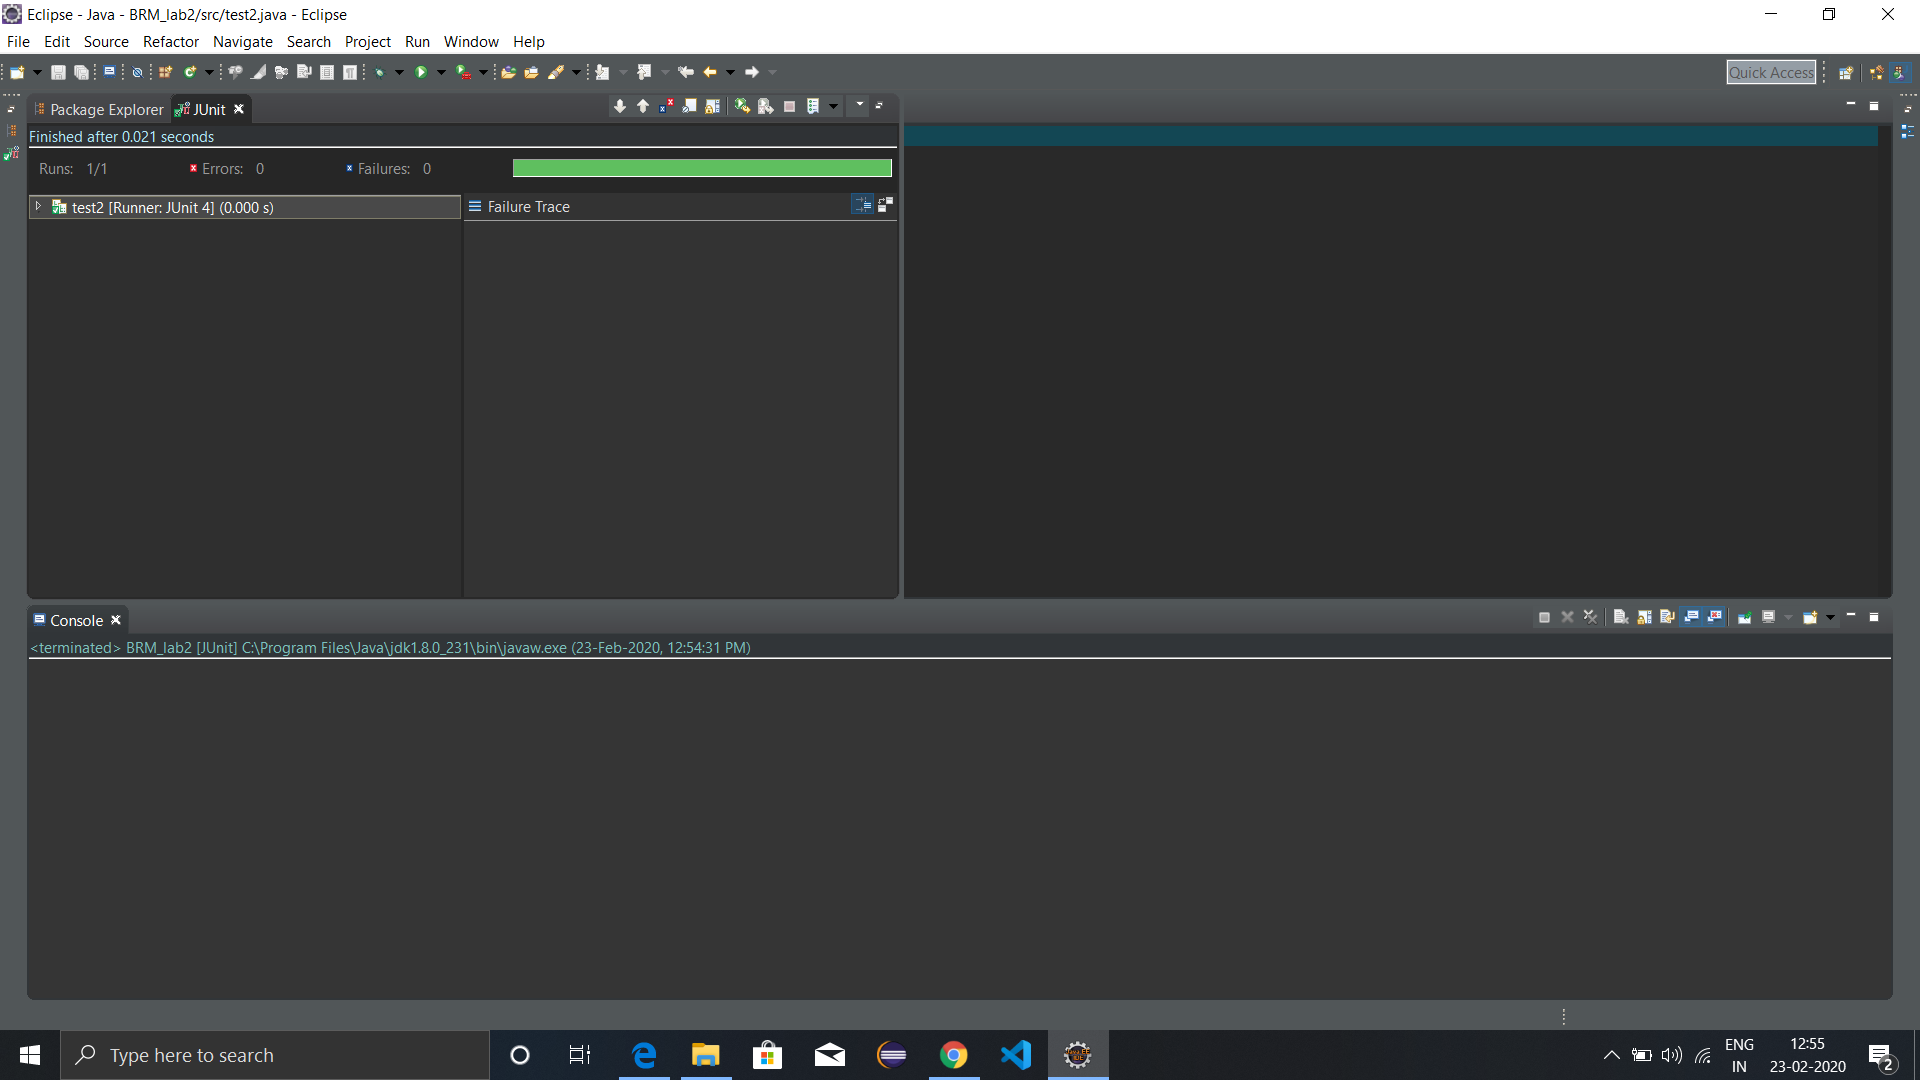 Eclipse - Java - BRM_lab2/src/test2.java - Eclipse
File Edit Source Refactor Navigate Search Project Run Window Help
Quick Access
Package Explorer JUnit
Finished after 0.021 seconds
Runs: 1/1 Errors: 0 Failures: 0
test2 [Runner: JUnit 4] (0.000 s)
Failure Trace
Console
<terminated> BRM_lab2 [JUnit] C:\Program Files\Java\jdk1.8.0_231\bin\javaw.exe (23-Feb-2020, 12:54:31 PM)
Type here to search
ENG
IN
12:55
23-02-2020
2